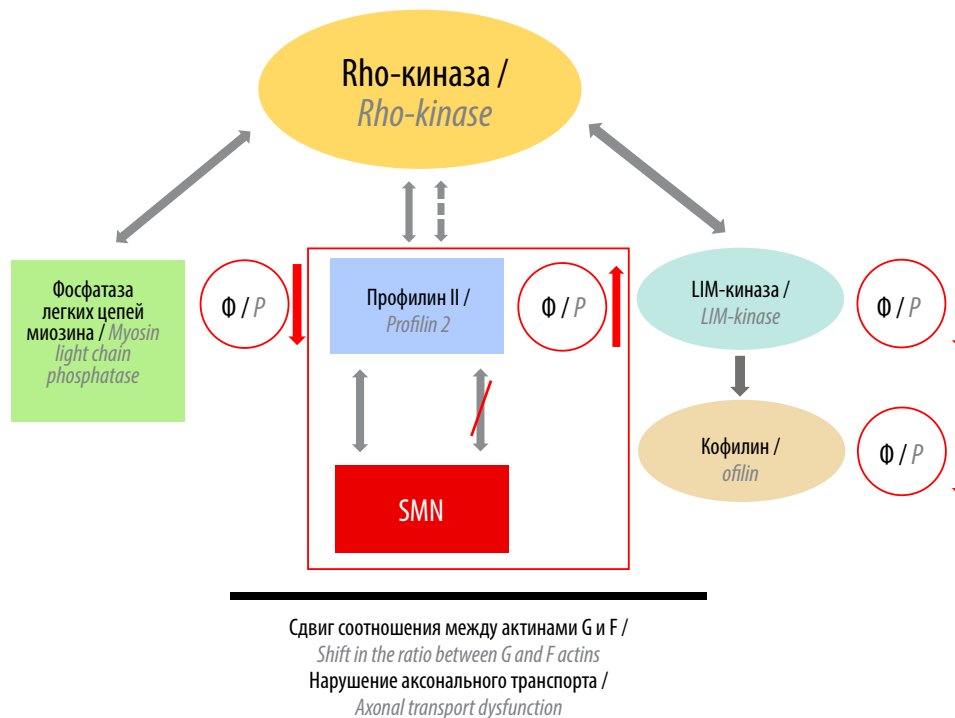 Rho-киназа /
Rho-kinase
Фосфатаза
легких цепей
миозина / Myosin
light chain
phosphatase
Ф / P
Профилин II /
Profilin 2
Ф / P
LIM-киназа /
LIM-kinase
Ф / P
Кофилин /
ofilin
Ф / P
SMN
Сдвиг соотношения между актинами G и F /
Shift in the ratio between G and F actins
Нарушение аксонального транспорта /
Axonal transport dysfunction